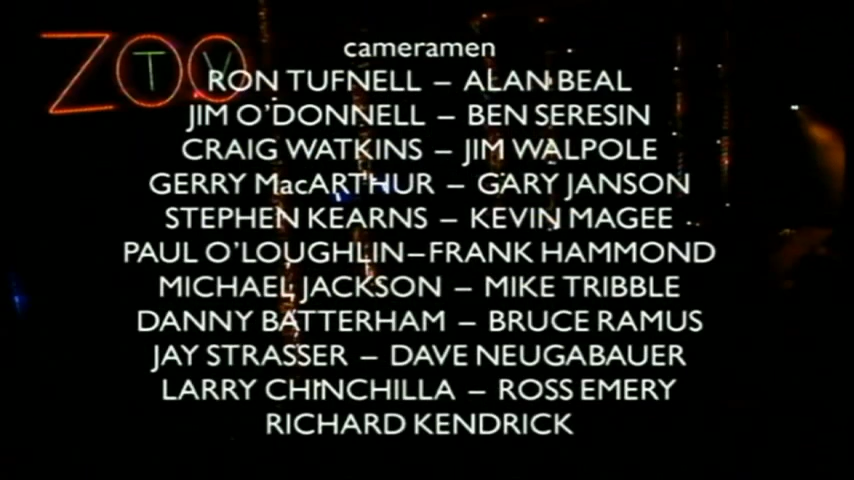 ZOO
TV
cameramen
RON TUFNELL – ALAN BEAL
JIM O'DONNELL – BEN SERESIN
CRAIG WATKINS – JIM WALPOLE
GERRY MacARTHUR – GARY JANSON
STEPHEN KEARNS – KEVIN MAGEE
PAUL O'LOUGHLIN–FRANK HAMMOND
MICHAEL JACKSON – MIKE TRIBBLE
DANNY BATTERHAM – BRUCE RAMUS
JAY STRASSER – DAVE NEUGABAUER
LARRY CHINCHILLA – ROSS EMERY
RICHARD KENDRICK